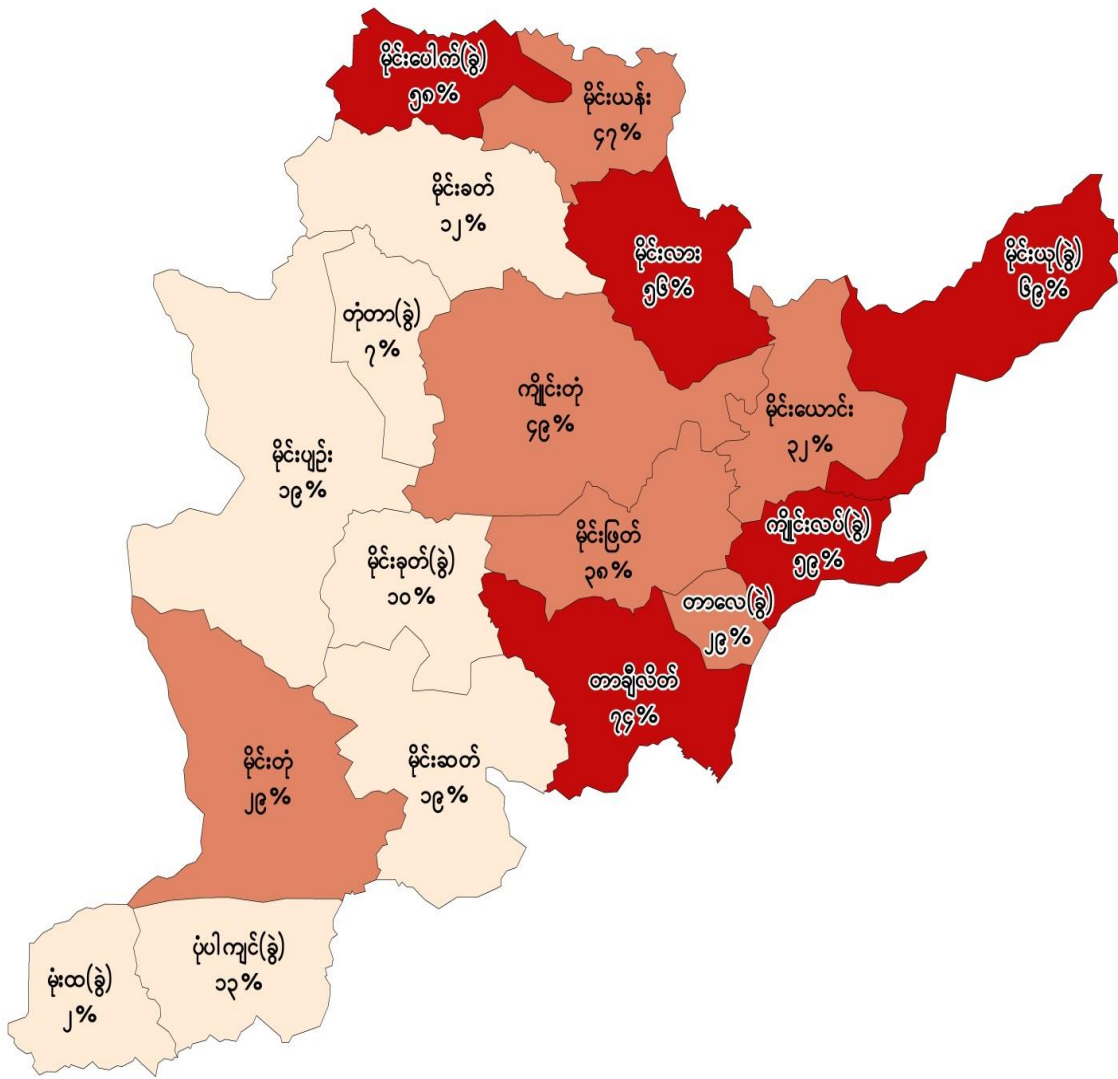 မိုင်းပေါက်(ခွဲ)
၅၈%
မိုင်းယန်း
၄၇%
မိုင်းခတ်
၁၂%
မိုင်းလား
၅၆%
မိုင်းယု(ခွဲ)
၆၉%
တုံတာ(ခွဲ)
၇%
ကျိုင်းတုံ
၄၉%
မိုင်းယောင်း
၃၂%
မိုင်းပျဉ်း
၁၉%
ကျိုင်းလပ်(ခွဲ)
၅၉%
မိုင်းဖြတ်
၃၈%
မိုင်းခုတ်(ခွဲ)
၁၀%
တာလေ(ခွဲ)
၂၉%
တာချီလိတ်
၇၄%
မိုင်းတုံ
၂၉%
မိုင်းဆတ်
၁၉%
ပုံပါကျင်(ခွဲ)
၁၃%
မုံးထ(ခွဲ)
၂%